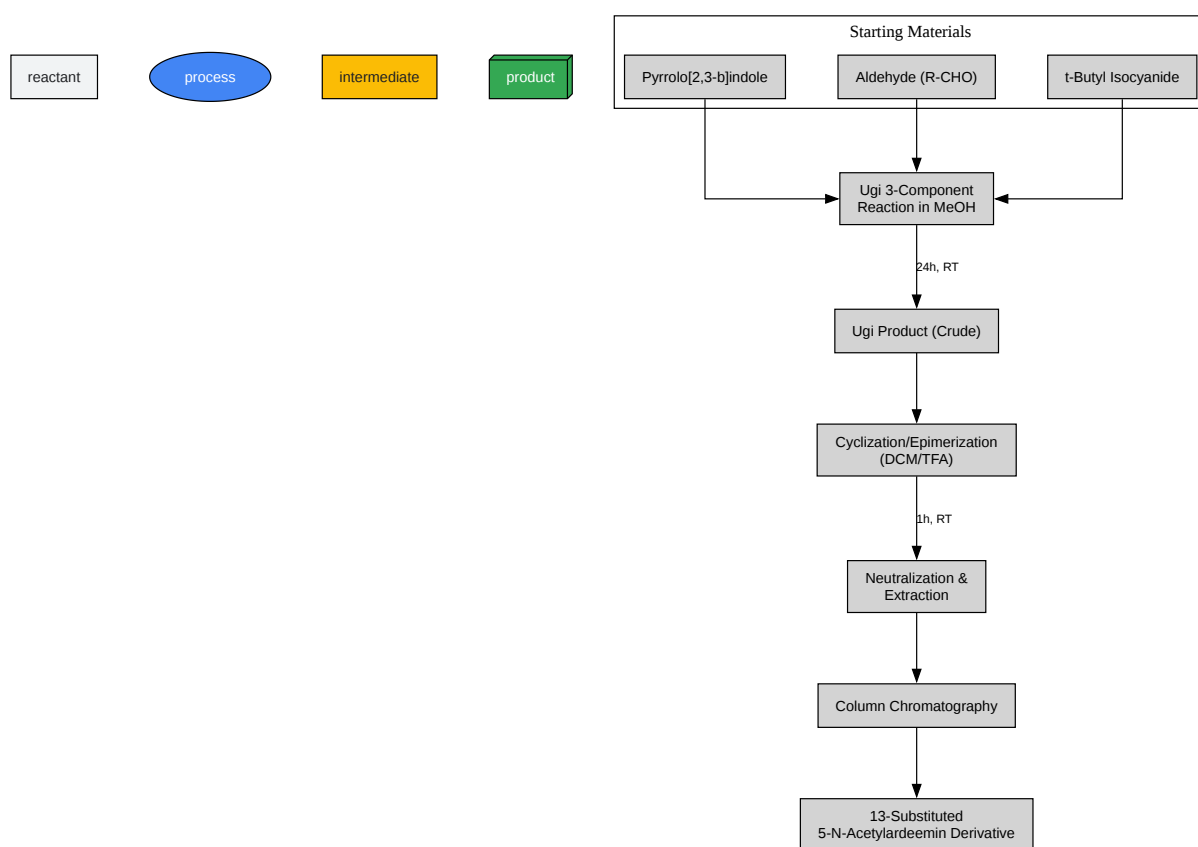 Starting Materials
reactant
process
intermediate
product
Pyrrolo[2,3-b]indole
Aldehyde (R-CHO)
t-Butyl Isocyanide
Ugi 3-Component
Reaction in MeOH
24h, RT
Ugi Product (Crude)
Cyclization/Epimerization
(DCM/TFA)
1h, RT
Neutralization &
Extraction
Column Chromatography
13-Substituted
5-N-Acetylardeemin Derivative